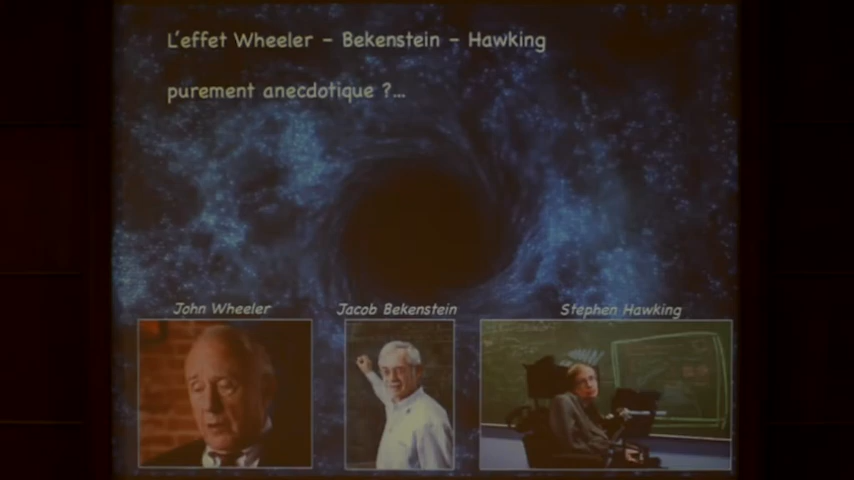 L'effet Wheeler - Bekenstein - Hawking
purement anecdotique ?...
John Wheeler
Jacob Bekenstein
Stephen Hawking